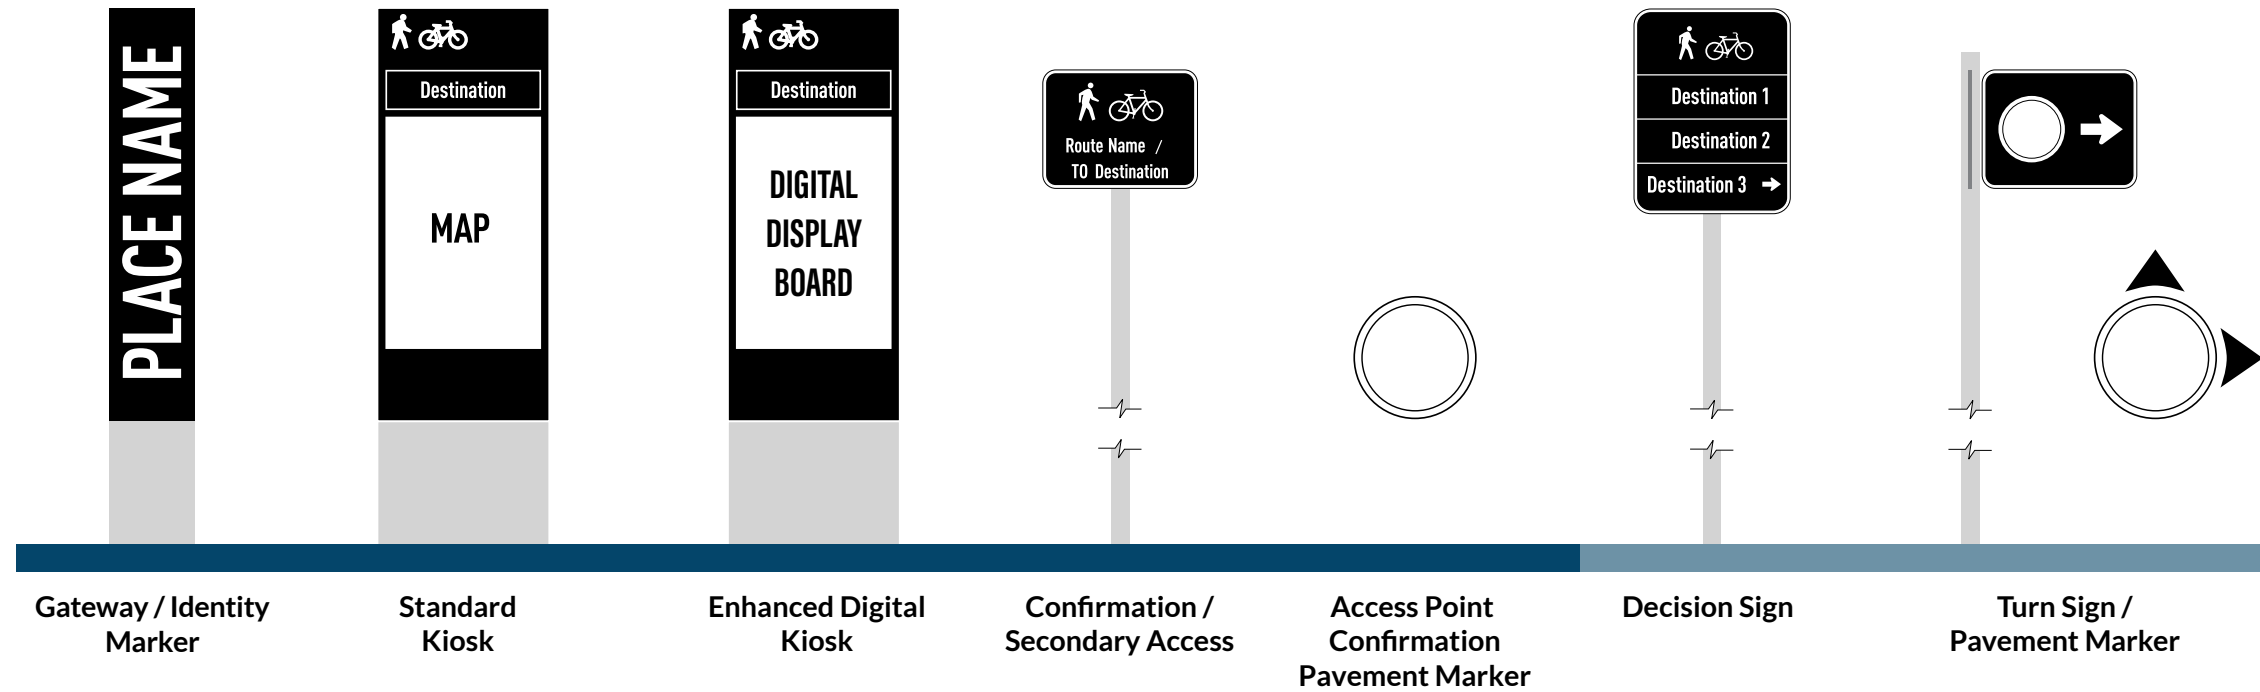 PLACE NAME
Destination
MAP
Destination
DIGITAL
DISPLAY
BOARD
Route Name /
TO Destination
Destination 1
Destination 2
Destination 3
Gateway / Identity
Marker
Standard
Kiosk
Enhanced Digital
Kiosk
Confirmation /
Secondary Access
Access Point
Confirmation
Pavement Marker
Decision Sign
Turn Sign /
Pavement Marker